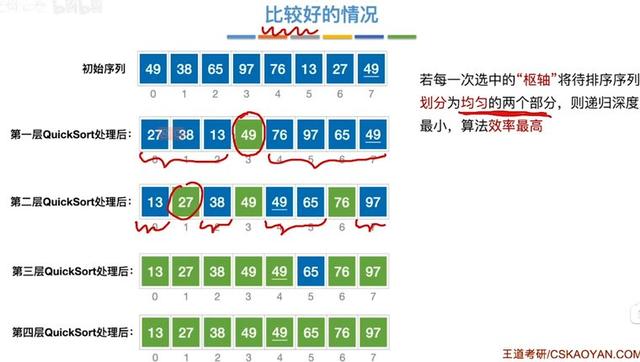 比较好的情况
初始序列
49 38 65 97 76 13 27 49
0 1 2 3 4 5 6 7
若每一次选中的“枢轴”将待排序序列
划分为均匀的两个部分，则递归深度
最小，算法效率最高
第一层QuickSort处理后：
27 38 13 49 76 97 65 49
0 1 2 3 4 5 6 7
第二层QuickSort处理后：
13 27 38 49 49 65 76 97
0 1 2 3 4 5 6 7
第三层QuickSort处理后：
13 27 38 49 49 65 76 97
0 1 2 3 4 5 6 7
第四层QuickSort处理后：
13 27 38 49 49 65 76 97
0 1 2 3 4 5 6 7
王道考研/CSKAOYAN.COM